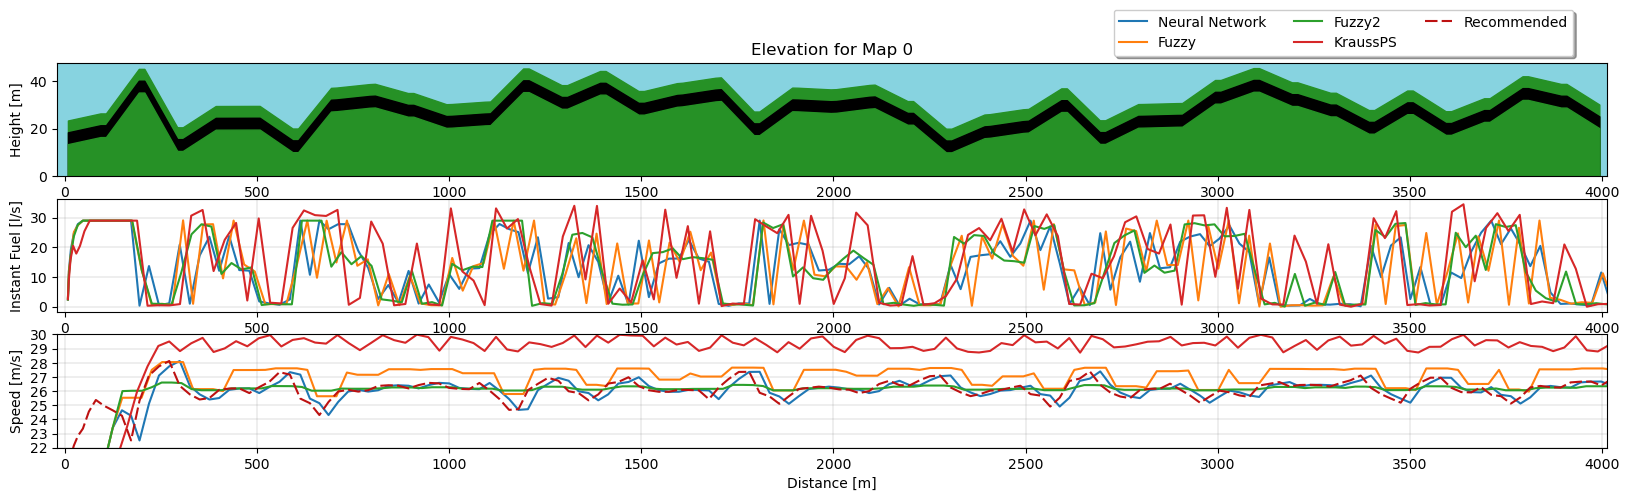 Neural Network
Fuzzy
Fuzzy2
KraussPS
Recommended
Elevation for Map 0
Height [m]
40
20
0
0 500 1000 1500 2000 2500 3000 3500 4000
Instant Fuel [l/s]
30
20
10
0
0 500 1000 1500 2000 2500 3000 3500 4000
Speed [m/s]
30
29
28
27
26
25
24
23
22
0 500 1000 1500 2000 2500 3000 3500 4000
Distance [m]